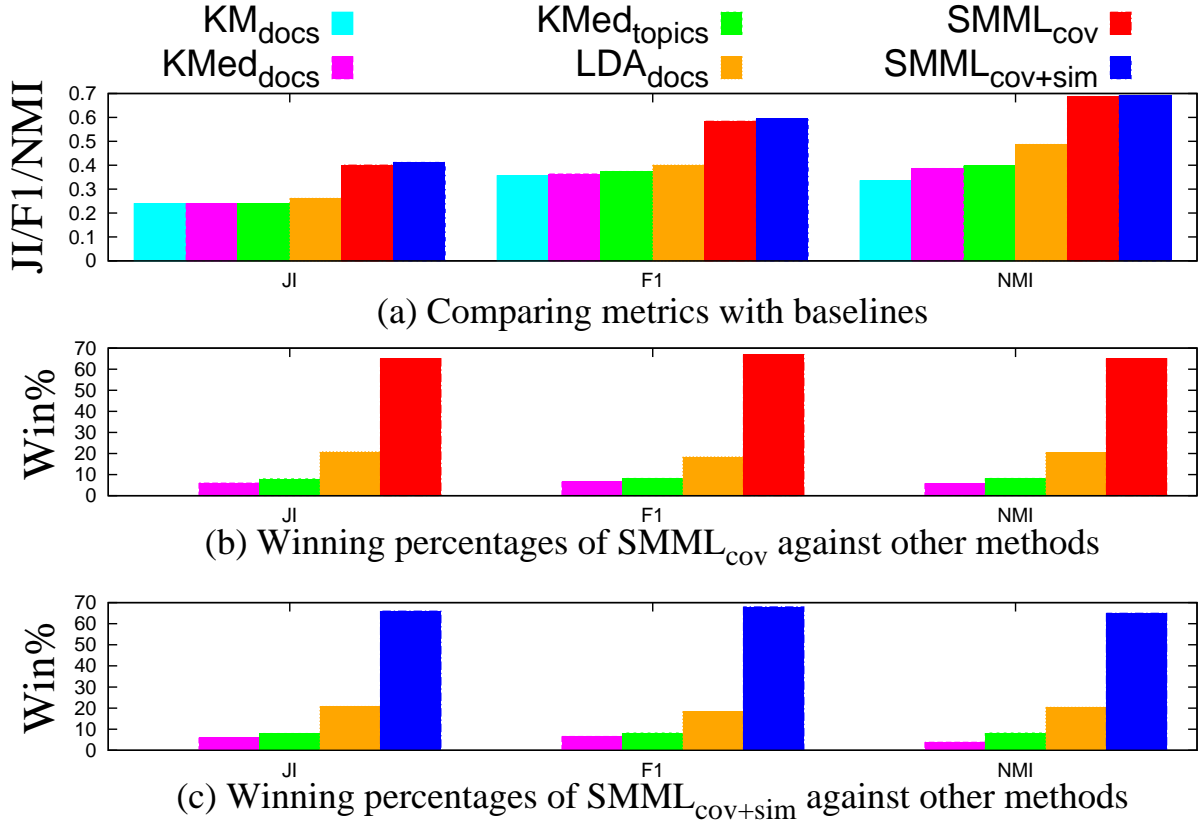 KM_docs KMed_topics SMML_cov
KMed_docs LDA_docs SMML_cov+sim
JI/F1/NMI
0.7
0.6
0.5
0.4
0.3
0.2
0.1
0
JI F1 NMI
(a) Comparing metrics with baselines
Win%
70
60
50
40
30
20
10
0
JI F1 NMI
(b) Winning percentages of SMML_cov against other methods
Win%
70
60
50
40
30
20
10
0
JI F1 NMI
(c) Winning percentages of SMML_cov+sim against other methods